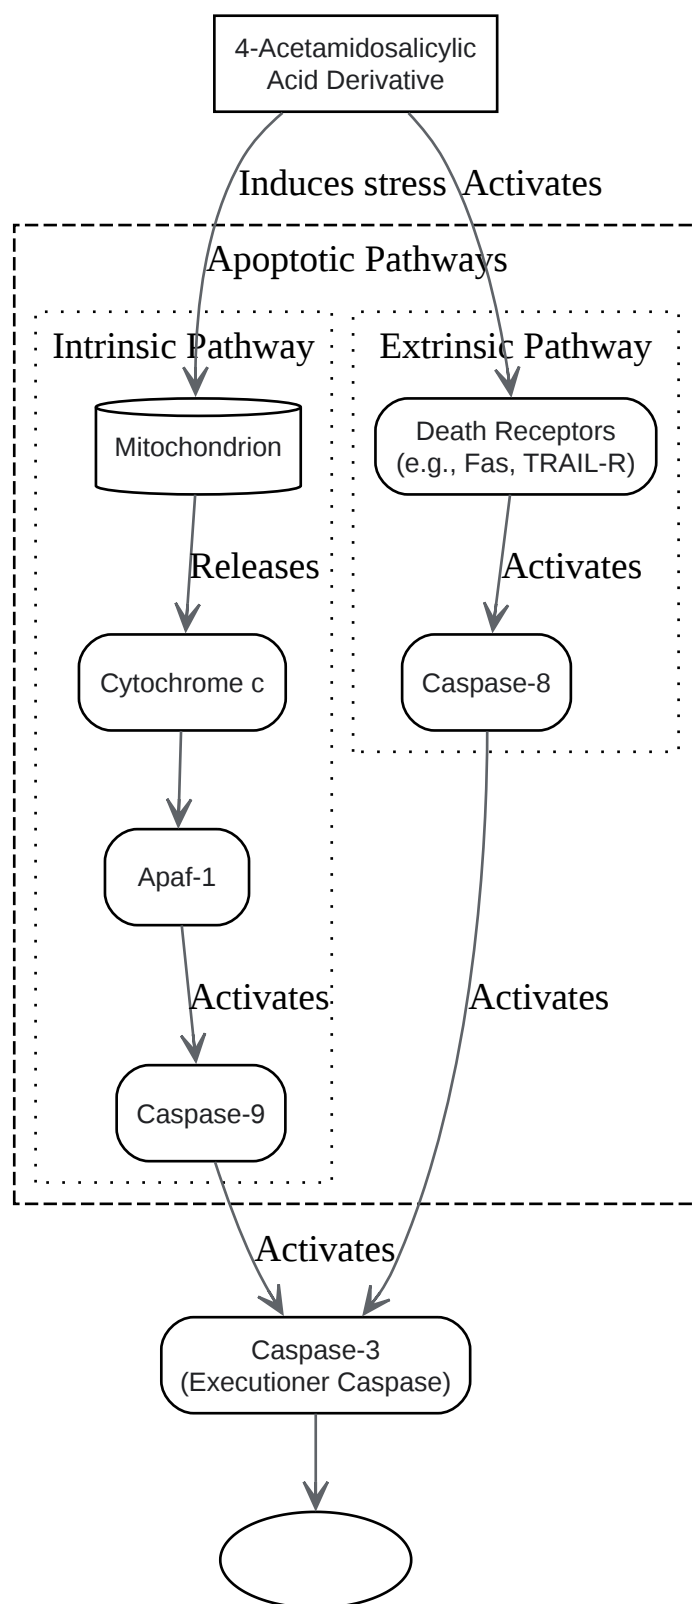 4-Acetamidosalicylic
Acid Derivative
Induces stress
Activates
Apoptotic Pathways
Intrinsic Pathway
Extrinsic Pathway
Mitochondrion
Death Receptors
(e.g., Fas, TRAIL-R)
Releases
Activates
Cytochrome c
Caspase-8
Apaf-1
Activates
Activates
Caspase-9
Activates
Caspase-3
(Executioner Caspase)